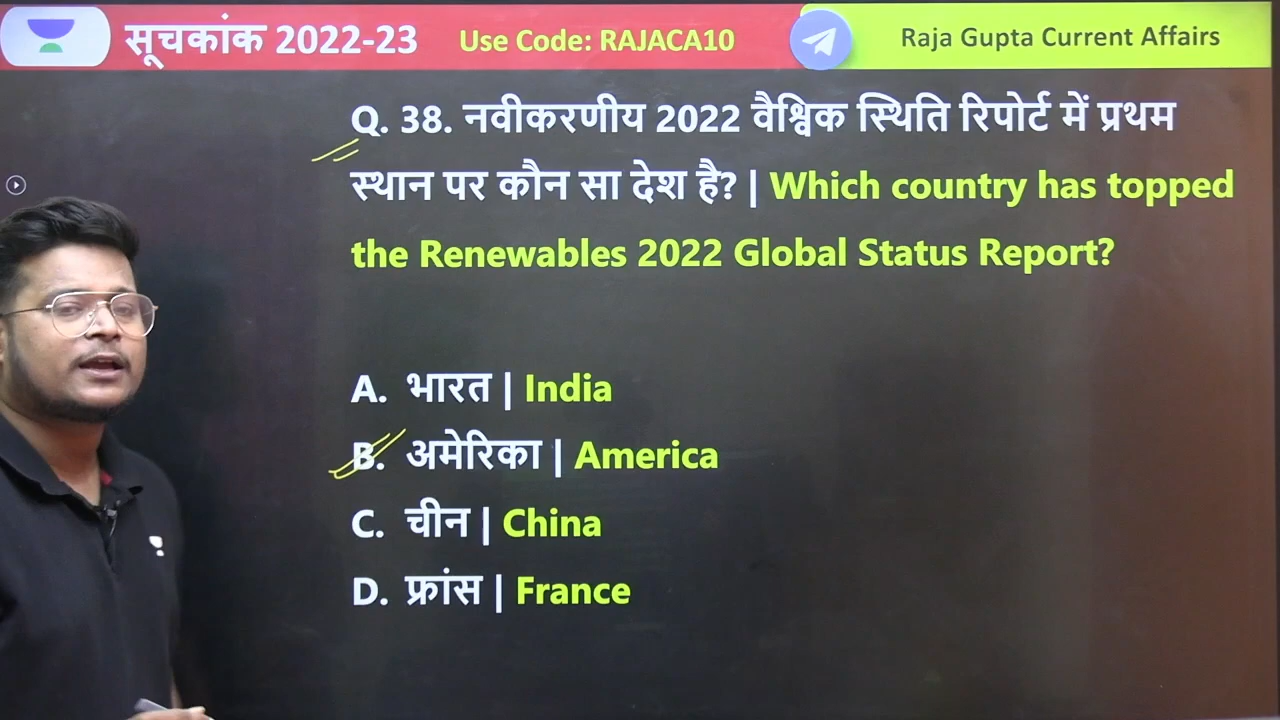 सूचकांक 2022-23
Use Code: RAJACA10
Raja Gupta Current Affairs
Q. 38. नवीकरणीय 2022 वैश्विक स्थिति रिपोर्ट में प्रथम
स्थान पर कौन सा देश है? | Which country has topped
the Renewables 2022 Global Status Report?
A. भारत | India
B. अमेरिका | America
C. चीन | China
D. फ्रांस | France